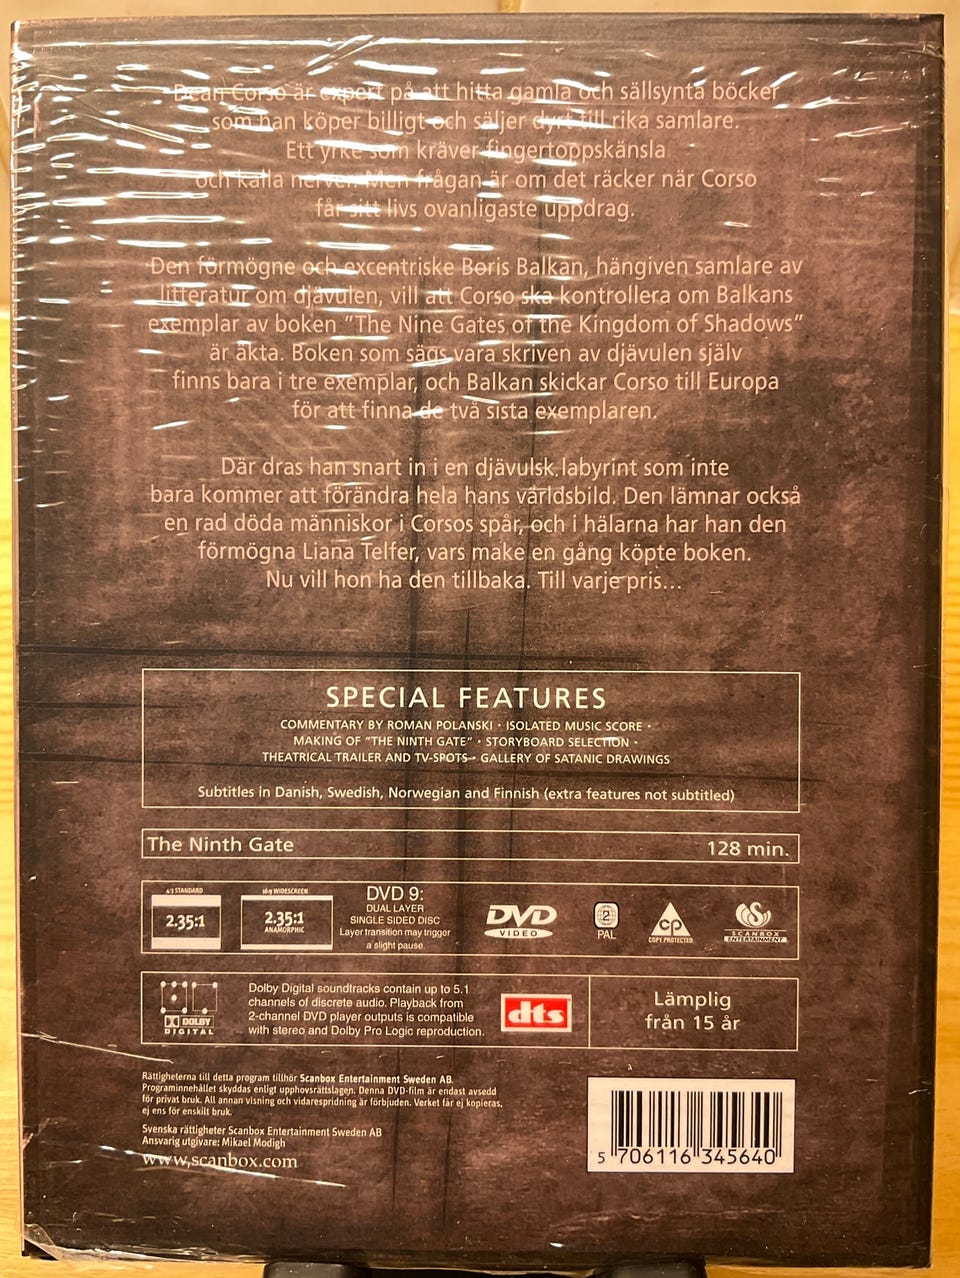 Dean Corso är expert på att hitta gamla och sällsynta böcker
som han köper billigt och säljer dyrt till rika samlare.
Ett yrke som kräver fingertoppskänsla
och kalla nerver. Men frågan är om det räcker när Corso
får sitt livs ovanligaste uppdrag.
Den förmögne och excentriske Boris Balkan, hängiven samlare av
litteratur om djävulen, vill att Corso ska kontrollera om Balkans
exemplar av boken "The Nine Gates of the Kingdom of Shadows"
är äkta. Boken som sägs vara skriven av djävulen själv
finns bara i tre exemplar, och Balkan skickar Corso till Europa
för att finna de två sista exemplaren.
Där dras han snart in i en djävulsk labyrint som inte
bara kommer att förändra hela hans världsbild. Den lämnar också
en rad döda människor i Corsos spår, och i hälarna har han den
förmögna Liana Telfer, vars make en gång köpte boken.
Nu vill hon ha den tillbaka. Till varje pris...
SPECIAL FEATURES
COMMENTARY BY ROMAN POLANSKI · ISOLATED MUSIC SCORE ·
MAKING OF "THE NINTH GATE" · STORYBOARD SELECTION ·
THEATRICAL TRAILER AND TV-SPOTS · GALLERY OF SATANIC DRAWINGS
Subtitles in Danish, Swedish, Norwegian and Finnish (extra features not subtitled)
The Ninth Gate 128 min.
4:3 STANDARD
2.35:1
16:9 WIDESCREEN
2.35:1
ANAMORPHIC
DVD 9:
DUAL LAYER
SINGLE SIDED DISC
Layer transition may trigger
a slight pause.
DVD
VIDEO
2
PAL
CP
COPY PROTECTED
SCANBOX
ENTERTAINMENT
DOLBY
DIGITAL
Dolby Digital soundtracks contain up to 5.1
channels of discrete audio. Playback from
2-channel DVD player outputs is compatible
with stereo and Dolby Pro Logic reproduction.
dts
Lämplig
från 15 år
Rättigheterna till detta program tillhör Scanbox Entertainment Sweden AB.
Programinnehållet skyddas enligt upphovsrättslagen. Denna DVD-film är endast avsedd
för privat bruk. All annan visning och vidarespridning är förbjuden. Verket får ej kopieras,
ej ens för enskilt bruk.
Svenska rättigheter Scanbox Entertainment Sweden AB
Ansvarig utgivare: Mikael Modigh
www.scanbox.com
5 706116 345640